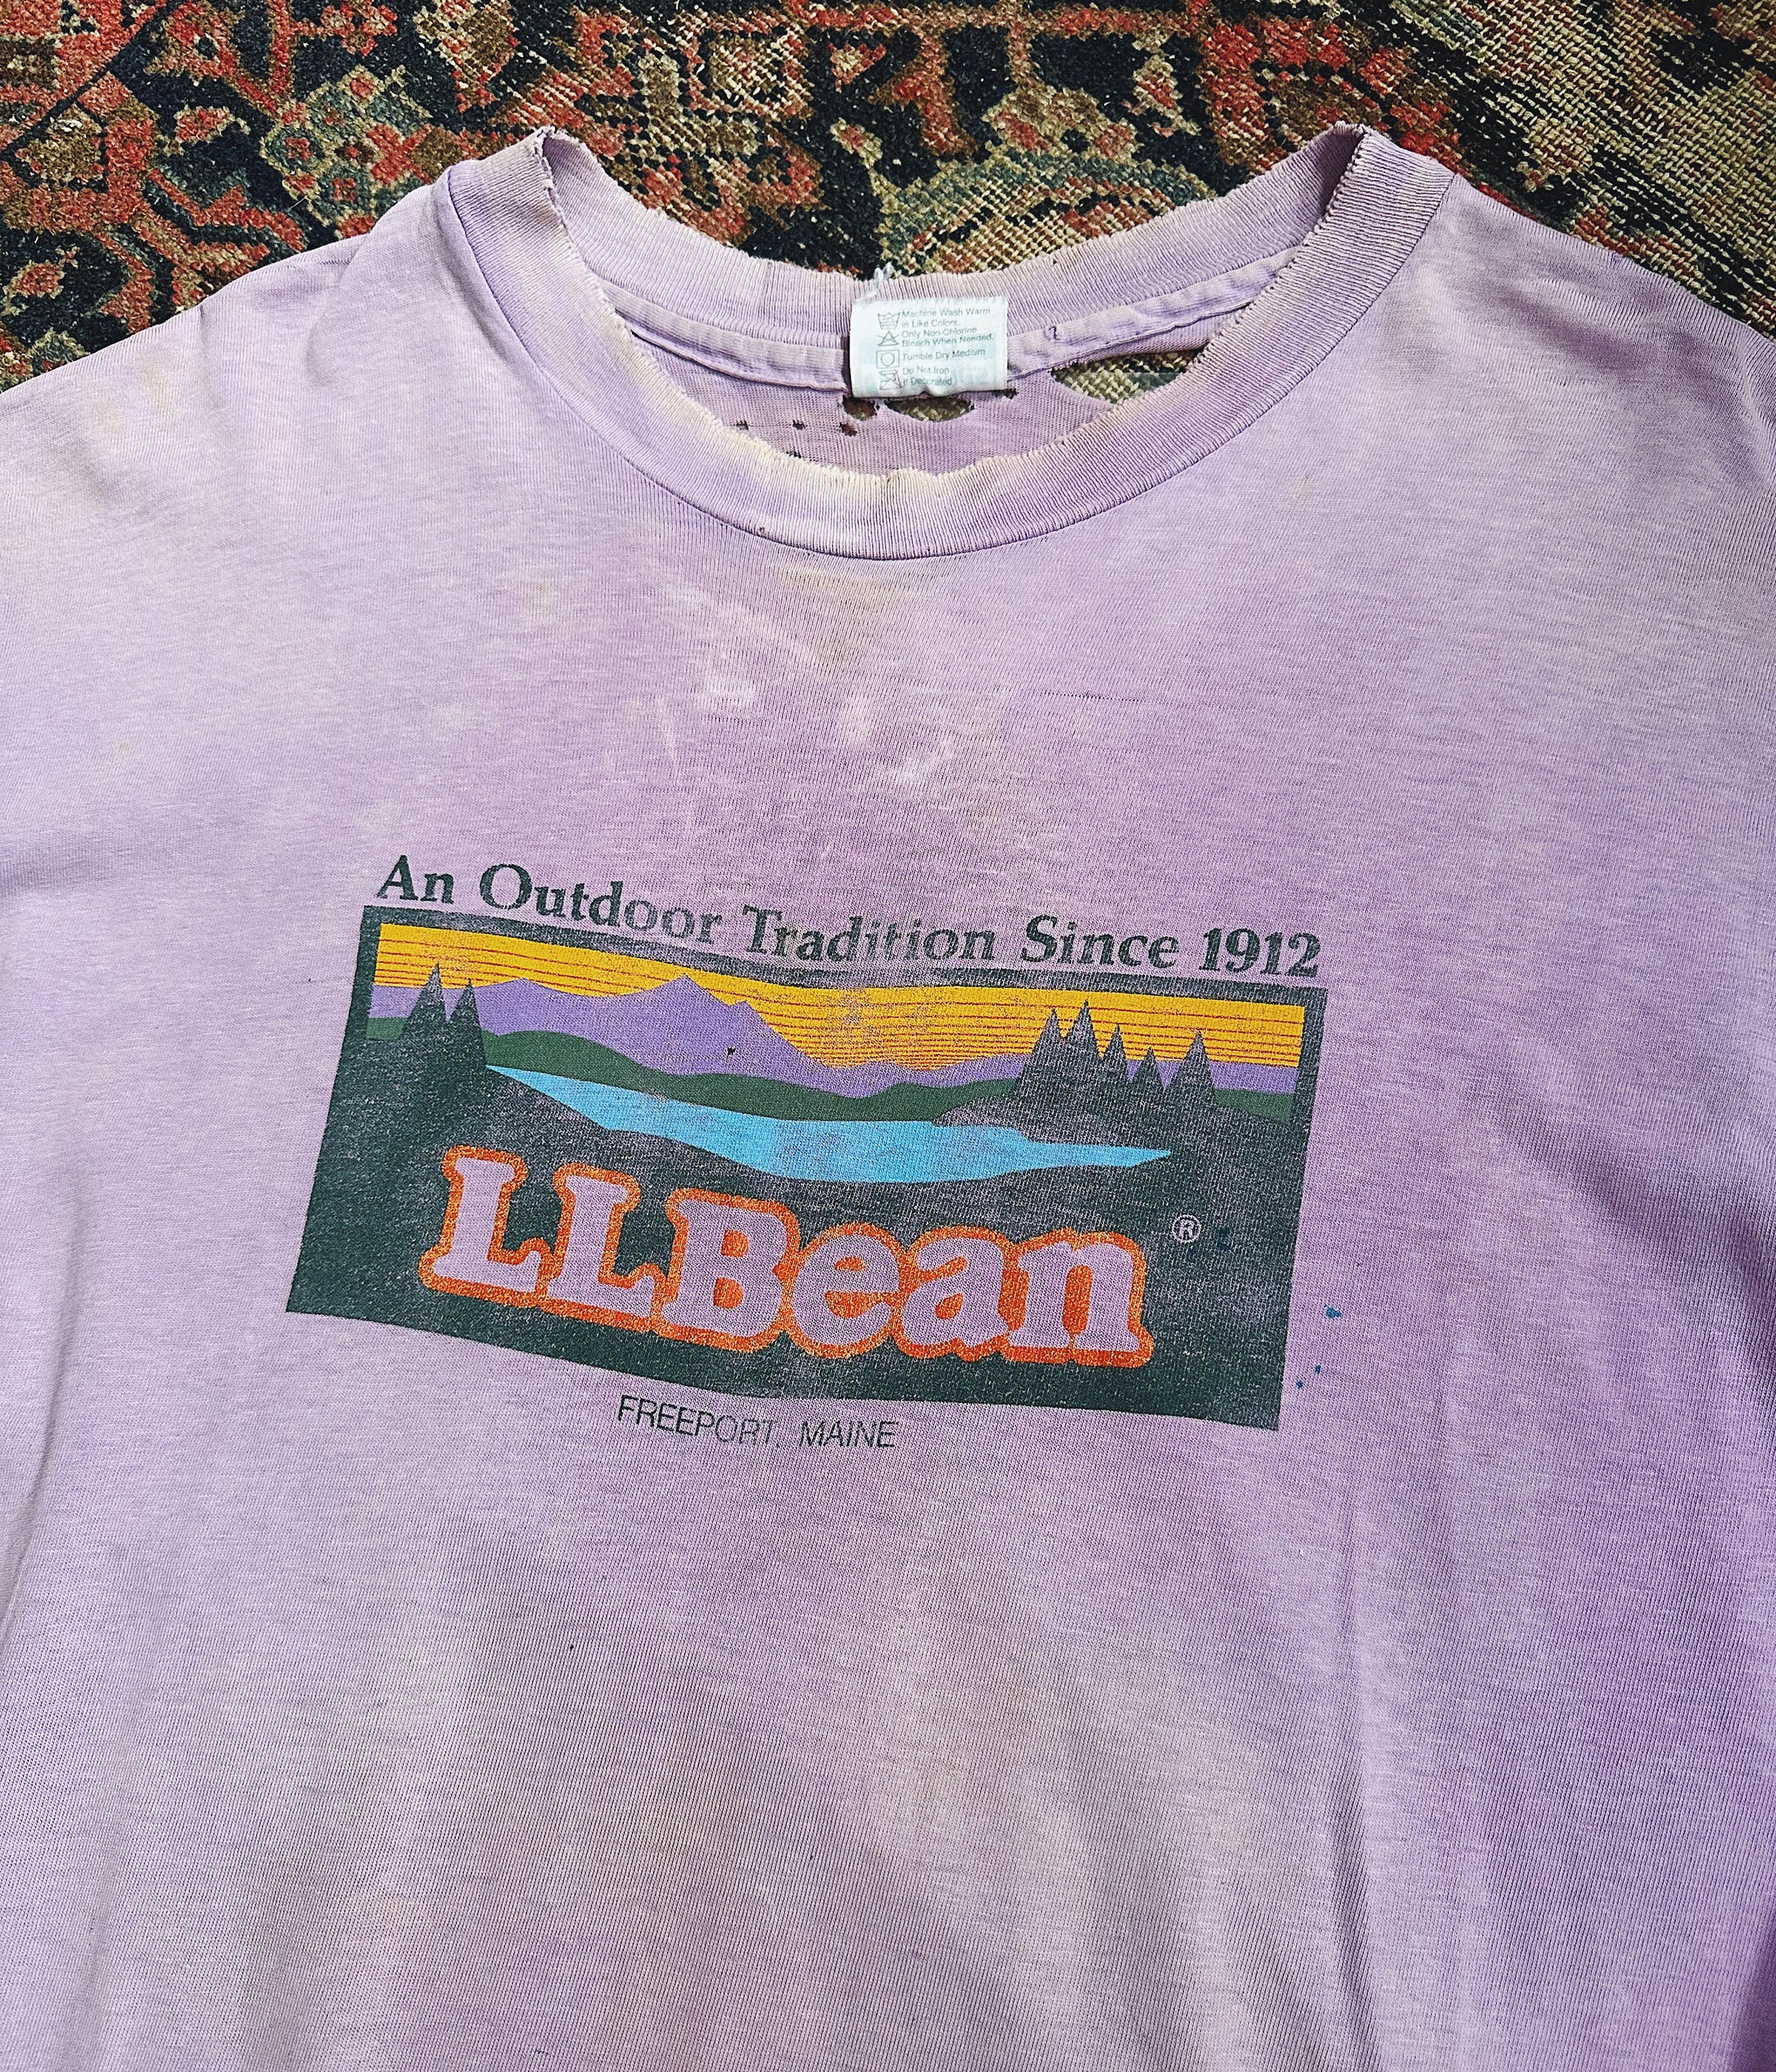 Machine Wash Warm
in Like Colors.
Only Non-Chlorine
Bleach When Needed.
Tumble Dry Medium
Do Not Iron
If Decorated
An Outdoor Tradition Since 1912
LLBean®
FREEPORT, MAINE